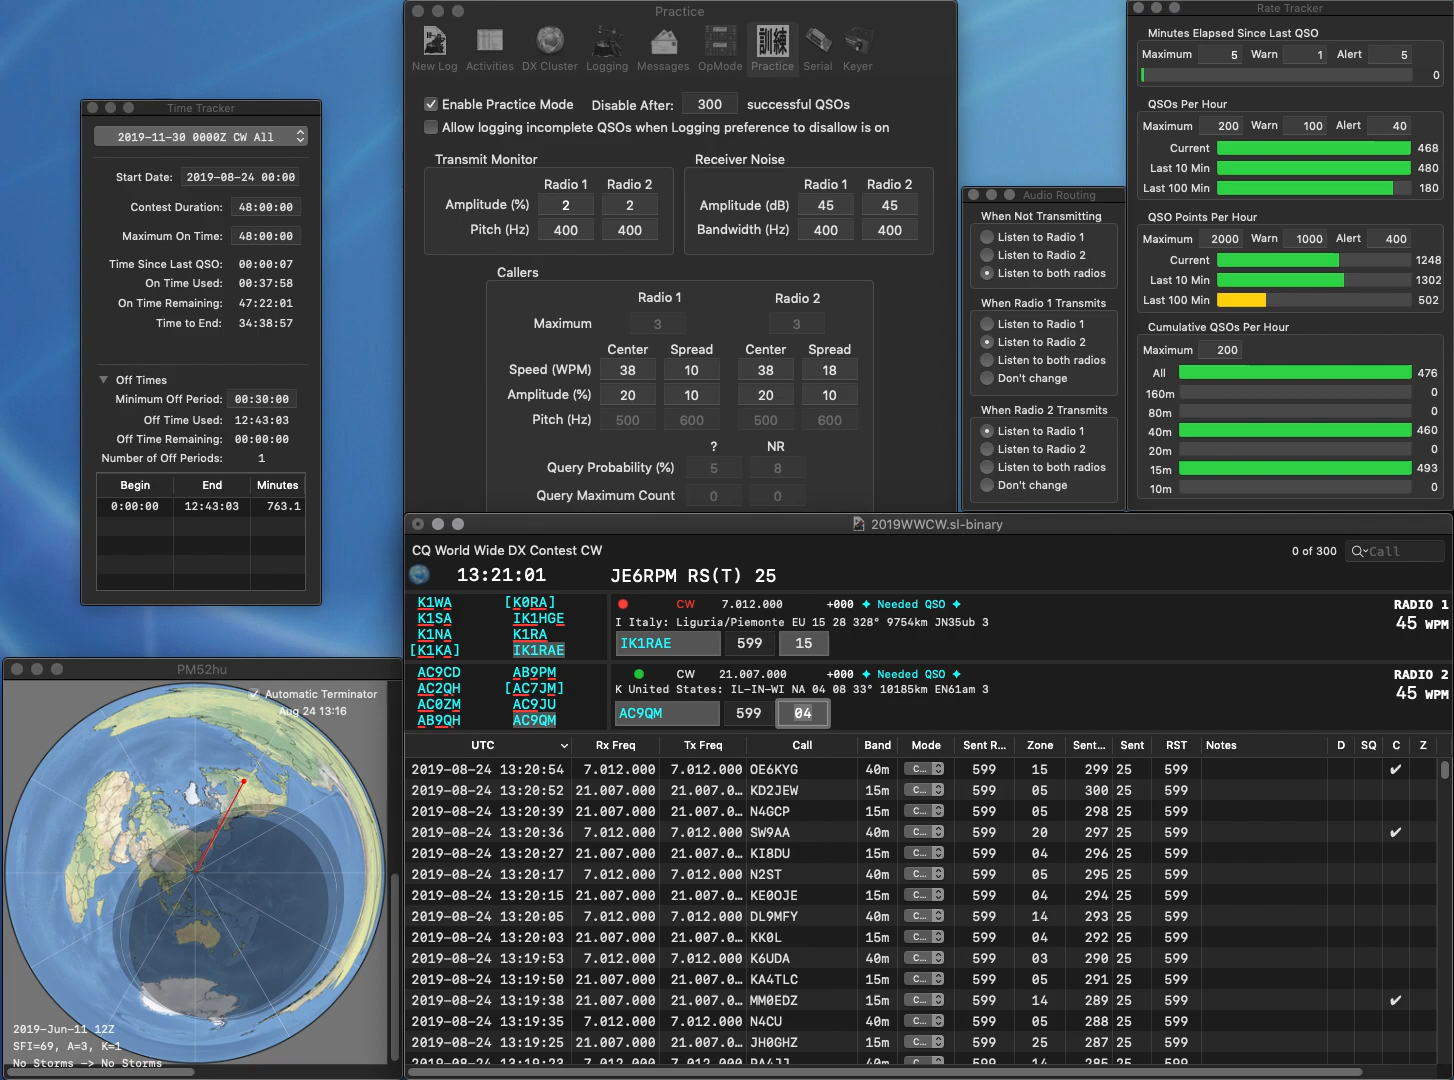 Time Tracker
2019-11-30 0000Z CW All
Start Date: 2019-08-24 00:00
Contest Duration: 48:00:00
Maximum On Time: 48:00:00
Time Since Last QSO: 00:00:07
On Time Used: 00:37:58
On Time Remaining: 47:22:01
Time to End: 34:38:57
Off Times
Minimum Off Period: 00:30:00
Off Time Used: 12:43:03
Off Time Remaining: 00:00:00
Number of Off Periods: 1
Begin End Minutes
0:00:00 12:43:03 763.1
Practice
New Log Activities DX Cluster Logging Messages OpMode Practice Serial Keyer
訓練
Enable Practice Mode Disable After: 300 successful QSOs
Allow logging incomplete QSOs when Logging preference to disallow is on
Transmit Monitor
Radio 1 Radio 2
Amplitude (%) 2 2
Pitch (Hz) 400 400
Receiver Noise
Radio 1 Radio 2
Amplitude (dB) 45 45
Bandwidth (Hz) 400 400
Callers
Radio 1 Radio 2
Maximum 3 3
Center Spread Center Spread
Speed (WPM) 38 10 38 18
Amplitude (%) 20 10 20 10
Pitch (Hz) 500 600 500 600
? NR
Query Probability (%) 5 8
Query Maximum Count 0 0
Audio Routing
When Not Transmitting
Listen to Radio 1
Listen to Radio 2
Listen to both radios
When Radio 1 Transmits
Listen to Radio 1
Listen to Radio 2
Listen to both radios
Don't change
When Radio 2 Transmits
Listen to Radio 1
Listen to Radio 2
Listen to both radios
Don't change
Rate Tracker
Minutes Elapsed Since Last QSO
Maximum 5 Warn 1 Alert 5
0
QSOs Per Hour
Maximum 200 Warn 100 Alert 40
Current 468
Last 10 Min 480
Last 100 Min 180
QSO Points Per Hour
Maximum 2000 Warn 1000 Alert 400
Current 1248
Last 10 Min 1302
Last 100 Min 502
Cumulative QSOs Per Hour
Maximum 200
All 476
160m 0
80m 0
40m 460
20m 0
15m 493
10m 0
PM52hu
Automatic Terminator
Aug 24 13:16
2019-Jun-11 12Z
SFI=69, A=3, K=1
No Storms -> No Storms
2019WWCW.sl-binary
CQ World Wide DX Contest CW 0 of 300 Call
13:21:01 JE6RPM RS(T) 25
K1WA [K0RA]
K1SA IK1HGE
K1NA K1RA
[K1KA] IK1RAE
CW 7.012.000 +000 ✦ Needed QSO ✦ RADIO 1
I Italy: Liguria/Piemonte EU 15 28 328° 9754km JN35ub 3 45 WPM
IK1RAE 599 15
AC9CD AB9PM
AC2QH [AC7JM]
AC0ZM AC9JU
AB9QH AC9QM
CW 21.007.000 +000 ✦ Needed QSO ✦ RADIO 2
K United States: IL-IN-WI NA 04 08 33° 10185km EN61am 3 45 WPM
AC9QM 599 04
UTC Rx Freq Tx Freq Call Band Mode Sent R... Zone Sent... Sent RST Notes D SQ C Z
2019-08-24 13:20:54 7.012.000 7.012.000 OE6KYG 40m C... 599 15 299 25 599 ✔
2019-08-24 13:20:52 21.007.000 21.007.0... KD2JEW 15m C... 599 05 300 25 599
2019-08-24 13:20:39 21.007.000 21.007.0... N4GCP 15m C... 599 05 298 25 599
2019-08-24 13:20:36 7.012.000 7.012.000 SW9AA 40m C... 599 20 297 25 599 ✔
2019-08-24 13:20:27 21.007.000 21.007.0... KI8DU 15m C... 599 04 296 25 599
2019-08-24 13:20:17 7.012.000 7.012.000 N2ST 40m C... 599 05 295 25 599
2019-08-24 13:20:15 21.007.000 21.007.0... KE0OJE 15m C... 599 04 294 25 599
2019-08-24 13:20:05 7.012.000 7.012.000 DL9MFY 40m C... 599 14 293 25 599
2019-08-24 13:20:03 21.007.000 21.007.0... KK0L 15m C... 599 04 292 25 599
2019-08-24 13:19:53 7.012.000 7.012.000 K6UDA 40m C... 599 03 290 25 599
2019-08-24 13:19:50 21.007.000 21.007.0... KA4TLC 15m C... 599 05 291 25 599
2019-08-24 13:19:38 7.012.000 7.012.000 MM0EDZ 40m C... 599 14 289 25 599 ✔
2019-08-24 13:19:35 21.007.000 21.007.0... N4CU 15m C... 599 05 288 25 599
2019-08-24 13:19:25 21.007.000 21.007.0... JH0GHZ 15m C... 599 25 287 25 599